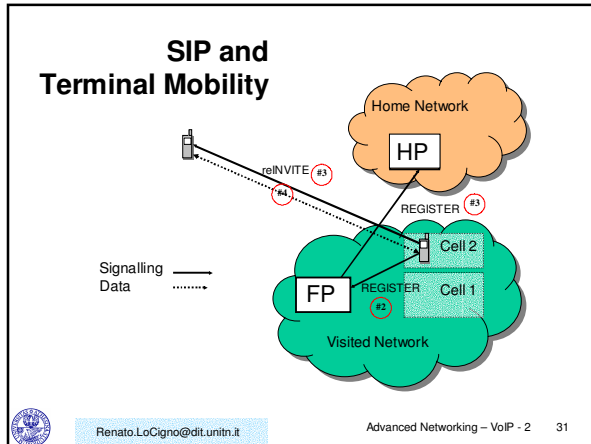 SIP and
Terminal Mobility
Home Network
HP
reINVITE #3
#4
REGISTER #3
Cell 2
Signalling
Data
FP
REGISTER
#2
Cell 1
Visited Network
Renato.LoCigno@dit.unitn.it
Advanced Networking – VoIP - 2 31